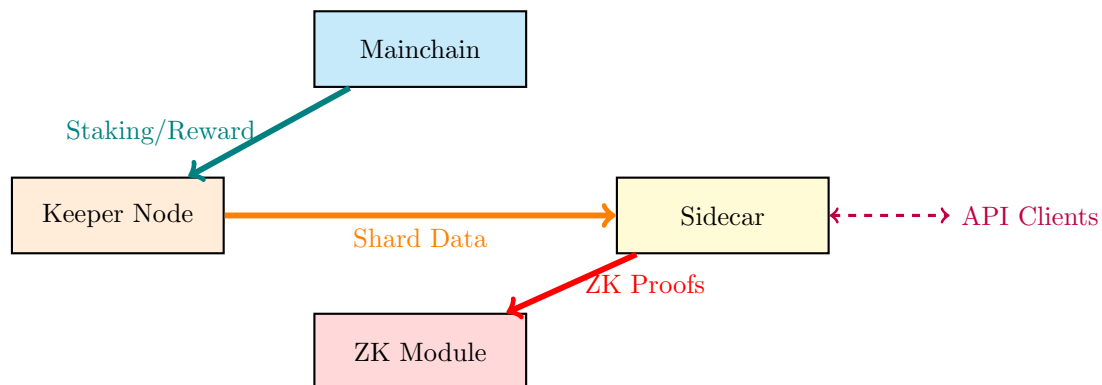 Mainchain
Staking/Reward
Keeper Node
Sidecar
API Clients
Shard Data
ZK Proofs
ZK Module